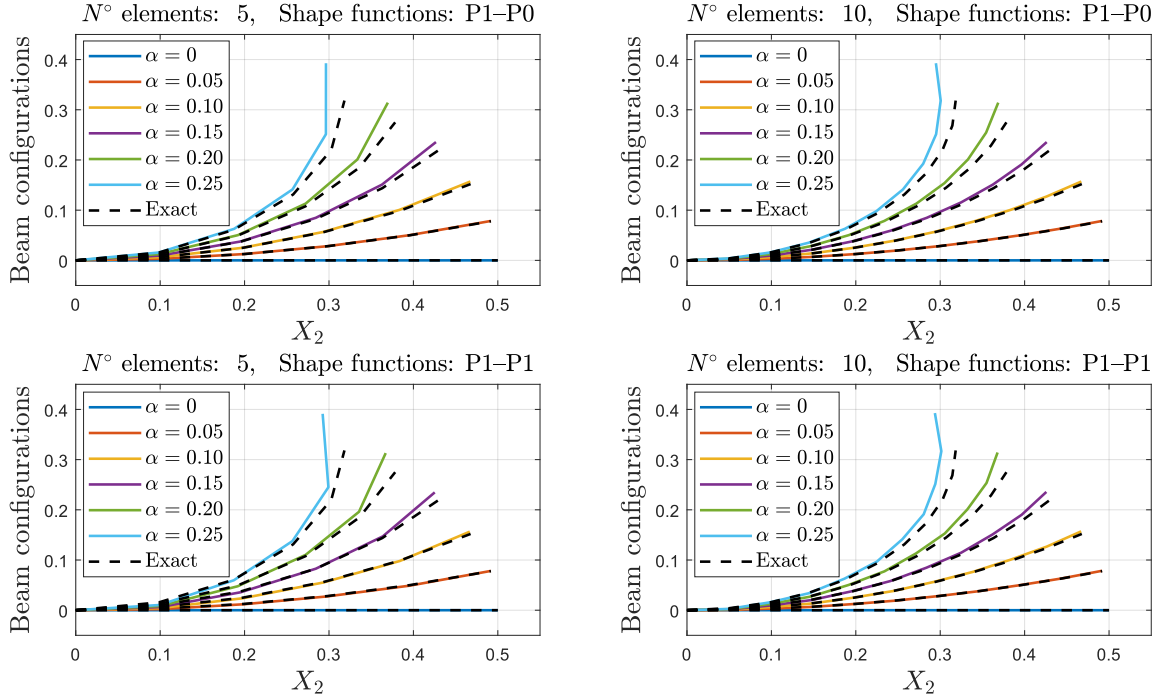 N° elements: 5, Shape functions: P1–P0
Beam configurations
0.4
0.3
0.2
0.1
0
α = 0
α = 0.05
α = 0.10
α = 0.15
α = 0.20
α = 0.25
Exact
0 0.1 0.2 0.3 0.4 0.5
X₂
N° elements: 10, Shape functions: P1–P0
Beam configurations
0.4
0.3
0.2
0.1
0
α = 0
α = 0.05
α = 0.10
α = 0.15
α = 0.20
α = 0.25
Exact
0 0.1 0.2 0.3 0.4 0.5
X₂
N° elements: 5, Shape functions: P1–P1
Beam configurations
0.4
0.3
0.2
0.1
0
α = 0
α = 0.05
α = 0.10
α = 0.15
α = 0.20
α = 0.25
Exact
0 0.1 0.2 0.3 0.4 0.5
X₂
N° elements: 10, Shape functions: P1–P1
Beam configurations
0.4
0.3
0.2
0.1
0
α = 0
α = 0.05
α = 0.10
α = 0.15
α = 0.20
α = 0.25
Exact
0 0.1 0.2 0.3 0.4 0.5
X₂